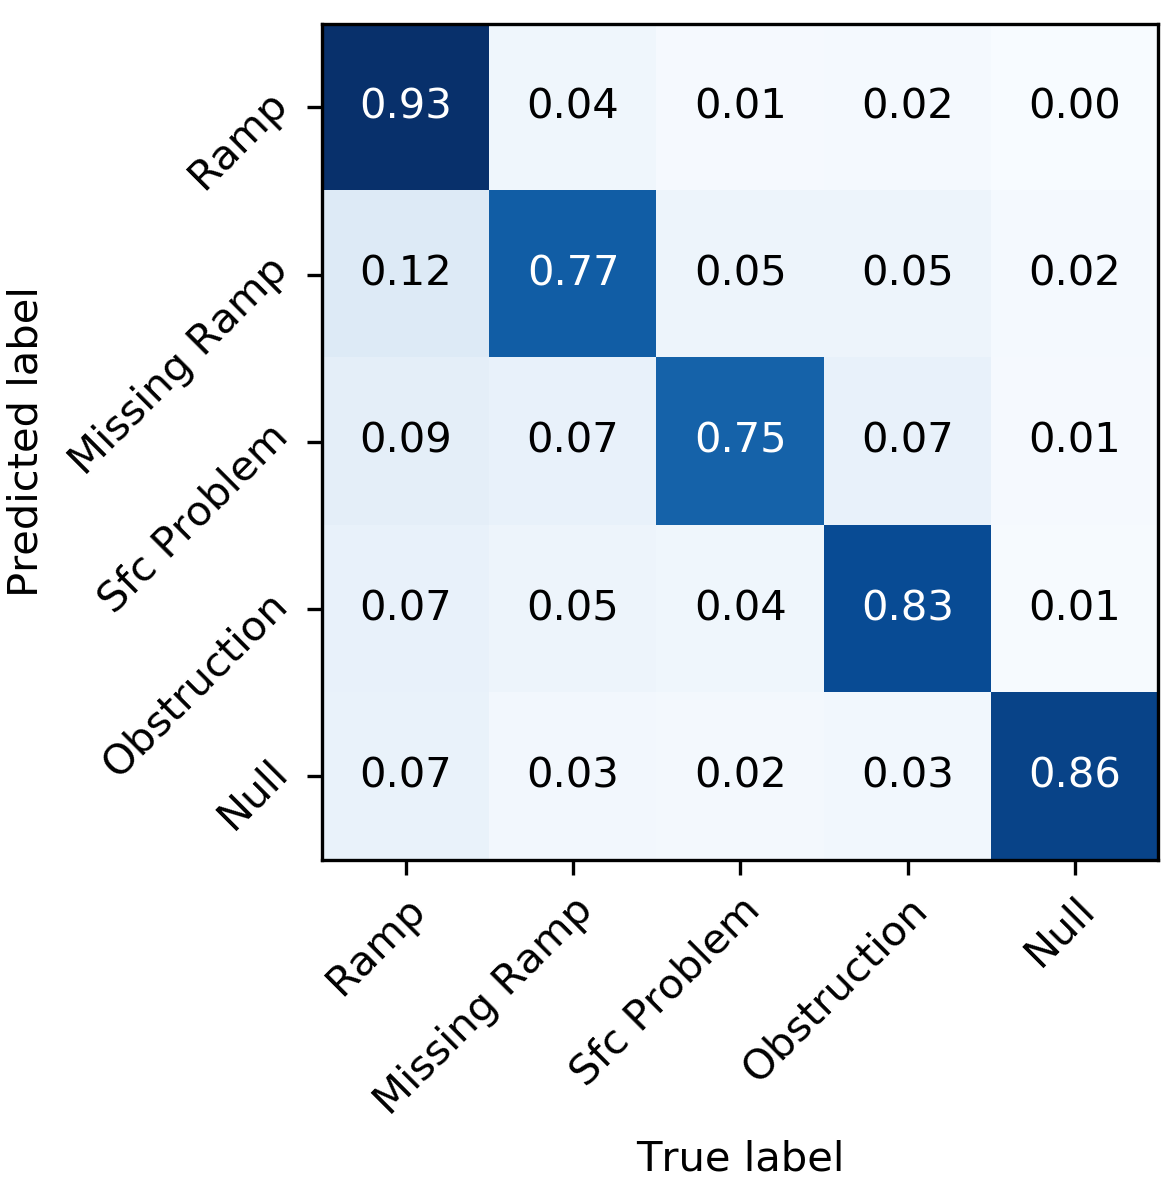 Predicted label
Ramp
0.93 0.04 0.01 0.02 0.00
Missing Ramp
0.12 0.77 0.05 0.05 0.02
Sfc Problem
0.09 0.07 0.75 0.07 0.01
Obstruction
0.07 0.05 0.04 0.83 0.01
Null
0.07 0.03 0.02 0.03 0.86
Ramp
Missing Ramp
Sfc Problem
Obstruction
Null
True label